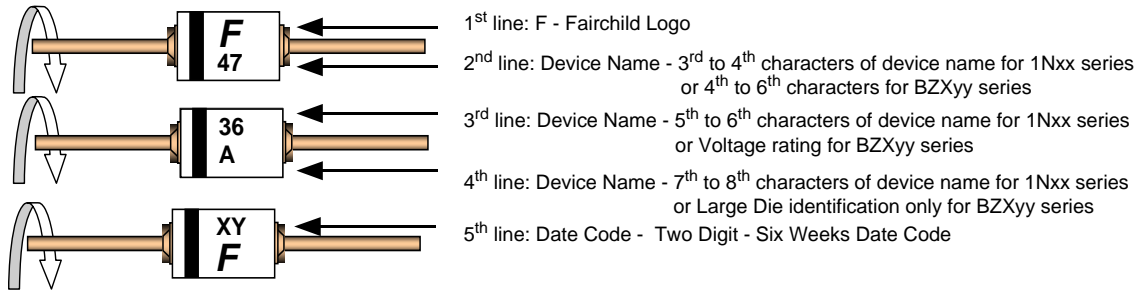 F
47
36
A
XY
F
1st line: F - Fairchild Logo
2nd line: Device Name - 3rd to 4th characters of device name for 1Nxx series
or 4th to 6th characters for BZXyy series
3rd line: Device Name - 5th to 6th characters of device name for 1Nxx series
or Voltage rating for BZXyy series
4th line: Device Name - 7th to 8th characters of device name for 1Nxx series
or Large Die identification only for BZXyy series
5th line: Date Code - Two Digit - Six Weeks Date Code